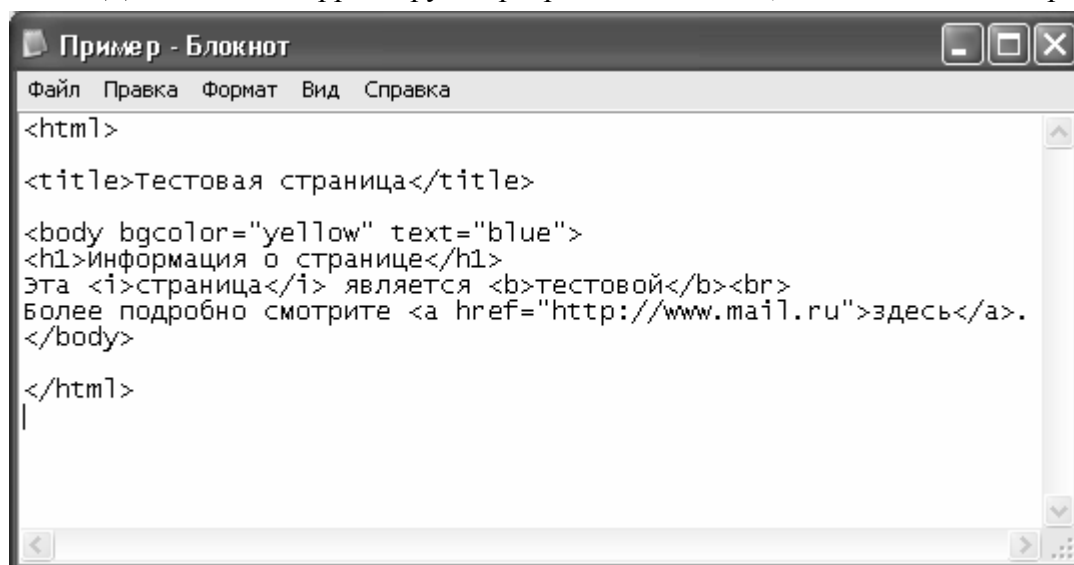 Пример - Блокнот
Файл Правка Формат Вид Справка
<html>
<title>Тестовая страница</title>
<body bgcolor="yellow" text="blue">
<h1>Информация о странице</h1>
Эта <i>страница</i> является <b>тестовой</b><br>
Более подробно смотрите <a href="http://www.mail.ru">здесь</a>.
</body>
</html>